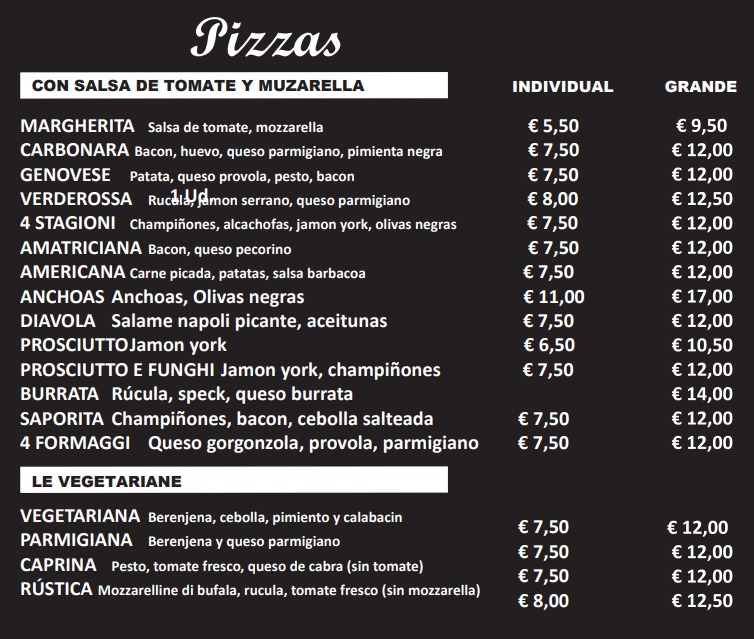 Pizzas
CON SALSA DE TOMATE Y MUZARELLA INDIVIDUAL GRANDE
MARGHERITA Salsa de tomate, mozzarella € 5,50 € 9,50
CARBONARA Bacon, huevo, queso parmigiano, pimienta negra € 7,50 € 12,00
GENOVESE Patata, queso provola, pesto, bacon € 7,50 € 12,00
1 Ud
VERDEROSSA Rucola, jamon serrano, queso parmigiano € 8,00 € 12,50
4 STAGIONI Champiñones, alcachofas, jamon york, olivas negras € 7,50 € 12,00
AMATRICIANA Bacon, queso pecorino € 7,50 € 12,00
AMERICANA Carne picada, patatas, salsa barbacoa € 7,50 € 12,00
ANCHOAS Anchoas, Olivas negras € 11,00 € 17,00
DIAVOLA Salame napoli picante, aceitunas € 7,50 € 12,00
PROSCIUTTO Jamon york € 6,50 € 10,50
PROSCIUTTO E FUNGHI Jamon york, champiñones € 7,50 € 12,00
BURRATA Rúcula, speck, queso burrata € 14,00
SAPORITA Champiñones, bacon, cebolla salteada € 7,50 € 12,00
4 FORMAGGI Queso gorgonzola, provola, parmigiano € 7,50 € 12,00
LE VEGETARIANE
VEGETARIANA Berenjena, cebolla, pimiento y calabacin € 7,50 € 12,00
PARMIGIANA Berenjena y queso parmigiano € 7,50 € 12,00
CAPRINA Pesto, tomate fresco, queso de cabra (sin tomate) € 7,50 € 12,00
RÚSTICA Mozzarelline di bufala, rucula, tomate fresco (sin mozzarella) € 8,00 € 12,50